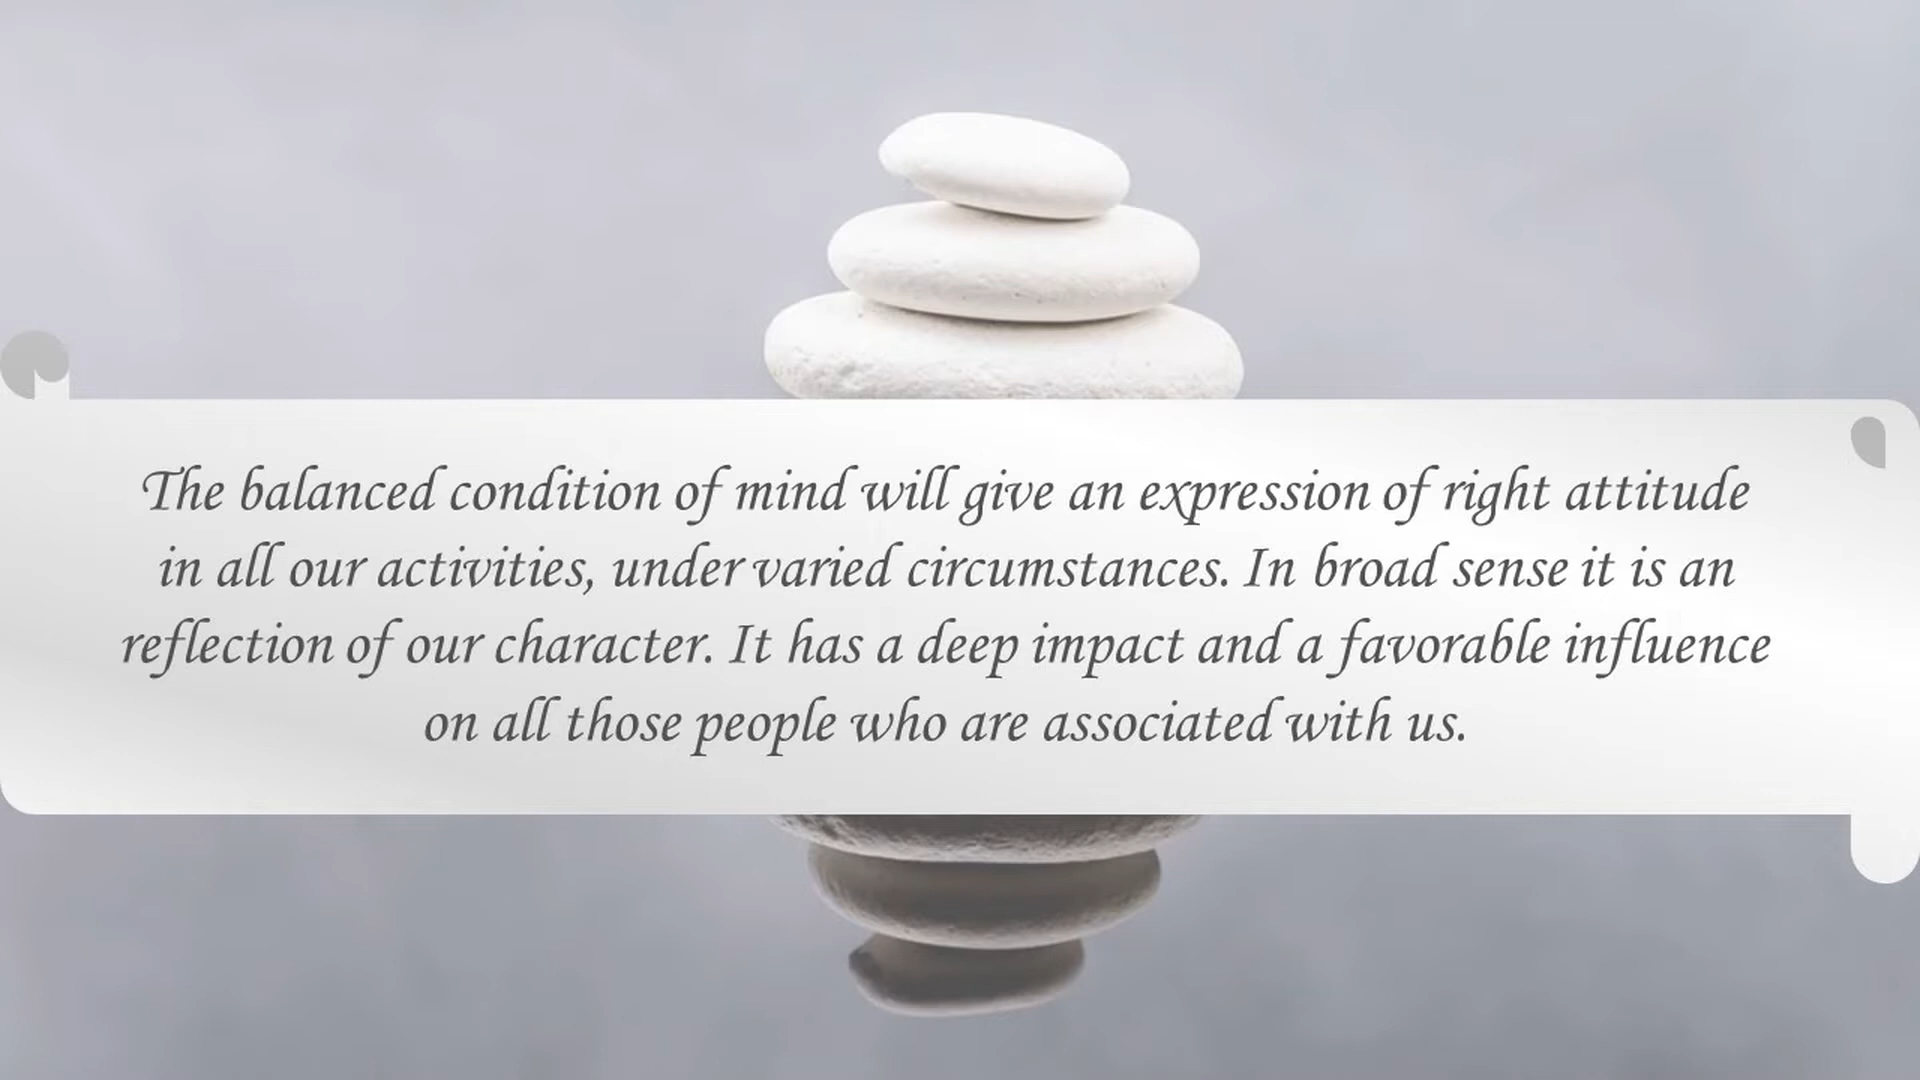 The balanced condition of mind will give an expression of right attitude
in all our activities, under varied circumstances. In broad sense it is an
reflection of our character. It has a deep impact and a favorable influence
on all those people who are associated with us.